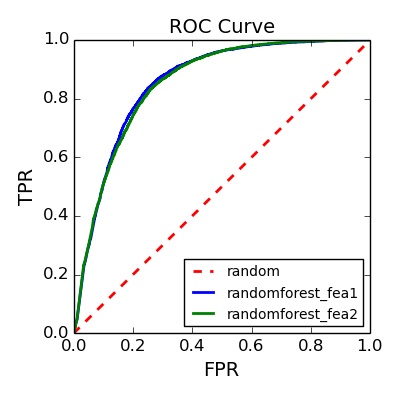 ROC Curve
1.0
0.8
0.6
0.4
0.2
0.0
TPR
random
randomforest_fea1
randomforest_fea2
0.0 0.2 0.4 0.6 0.8 1.0
FPR